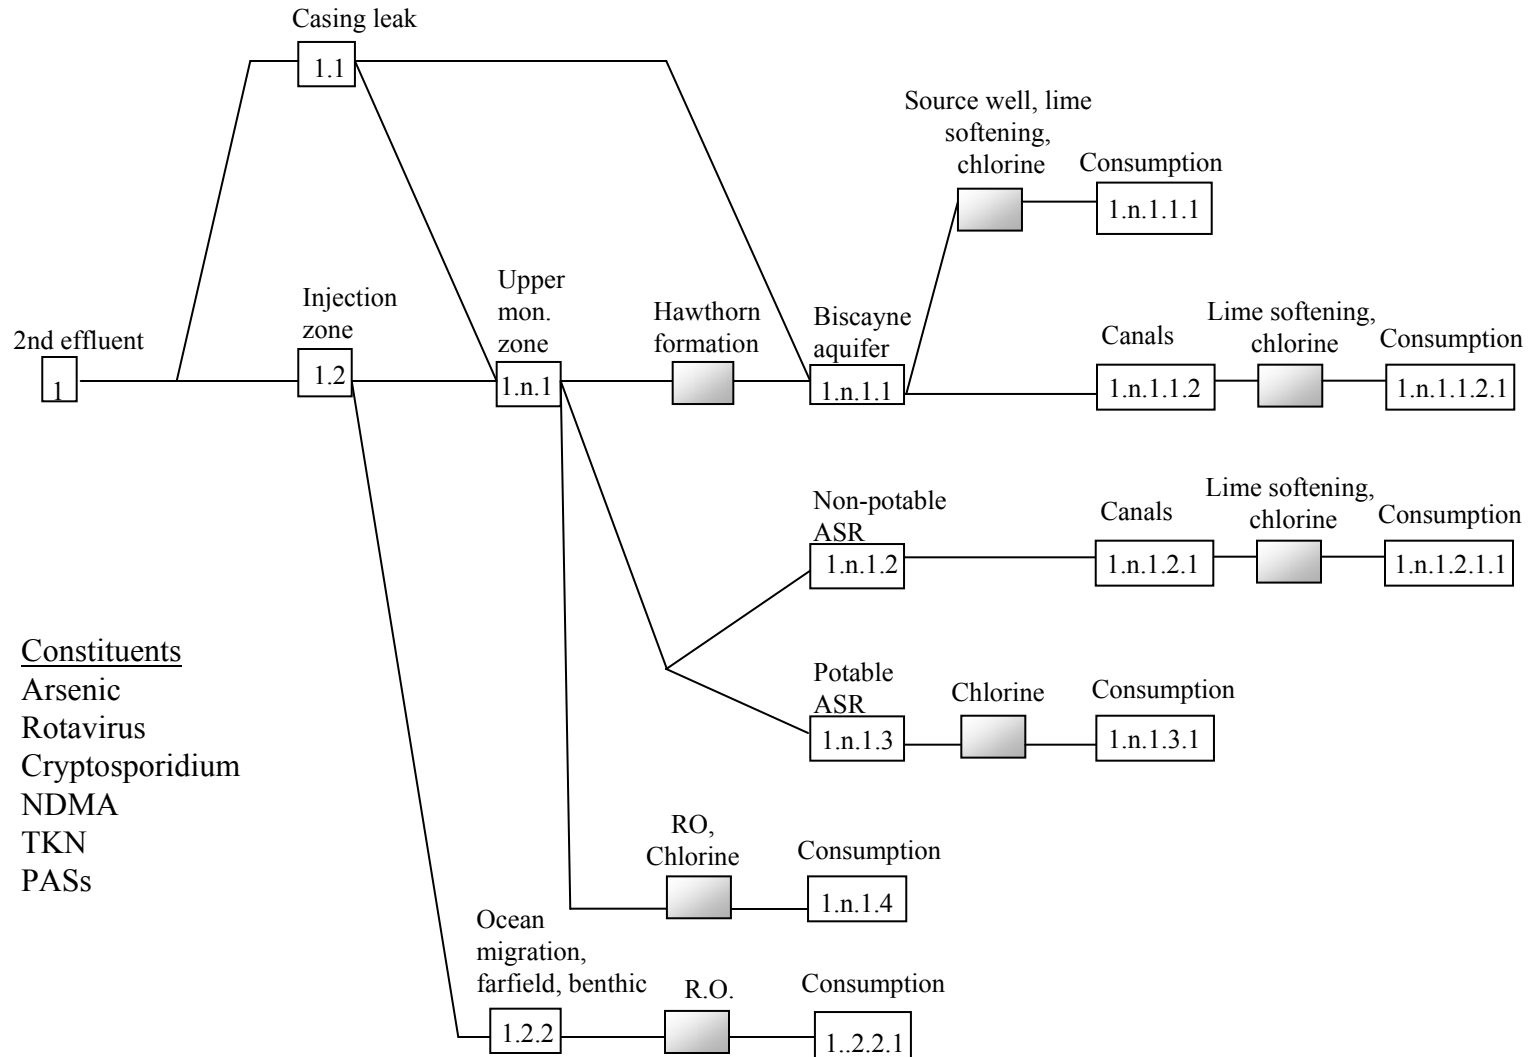 Casing leak
1.1
Source well, lime
softening,
chlorine
Consumption
1.n.1.1.1
2nd effluent
1
Injection
zone
1.2
Upper
mon.
zone
1.n.1
Hawthorn
formation
Biscayne
aquifer
1.n.1.1
Canals
1.n.1.1.2
Lime softening,
chlorine
Consumption
1.n.1.1.2.1
Non-potable
ASR
1.n.1.2
Canals
1.n.1.2.1
Lime softening,
chlorine
Consumption
1.n.1.2.1.1
Potable
ASR
1.n.1.3
Chlorine
Consumption
1.n.1.3.1
Constituents
Arsenic
Rotavirus
Cryptosporidium
NDMA
TKN
PASs
RO,
Chlorine
Consumption
1.n.1.4
Ocean
migration,
farfield, benthic
1.2.2
R.O.
Consumption
1..2.2.1